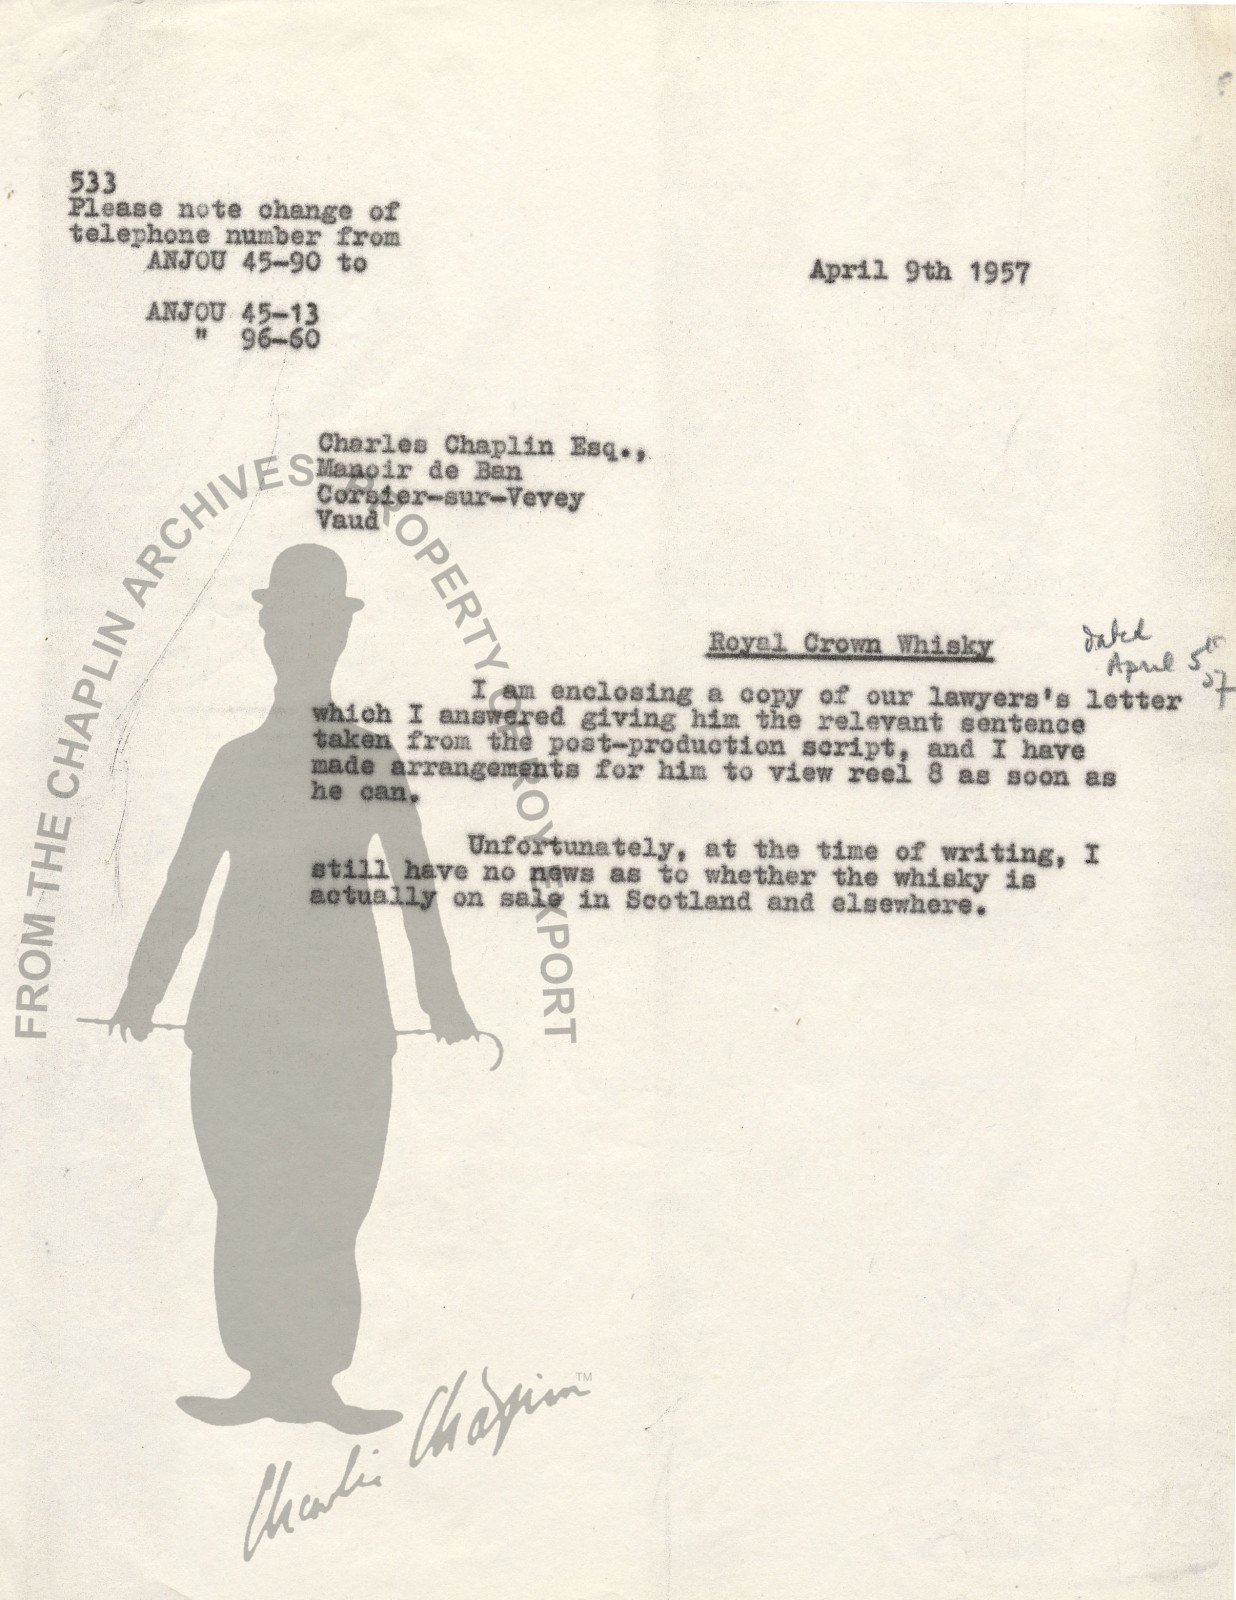 533
Please note change of
telephone number from
ANJOU 45-90 to
April 9th 1957
ANJOU 45-13
" 96-60
Charles Chaplin Esq.,
Manoir de Ban
Corsier-sur-Vevey
Vaud
Royal Crown Whisky
dated
April 5th
57
I am enclosing a copy of our lawyers's letter
which I answered giving him the relevant sentence
taken from the post-production script, and I have
made arrangements for him to view reel 8 as soon as
he can.
Unfortunately, at the time of writing, I
still have no news as to whether the whisky is
actually on sale in Scotland and elsewhere.
FROM THE CHAPLIN ARCHIVES PROPERTY OF ROY EXPORT
Charlie Chaplin
TM